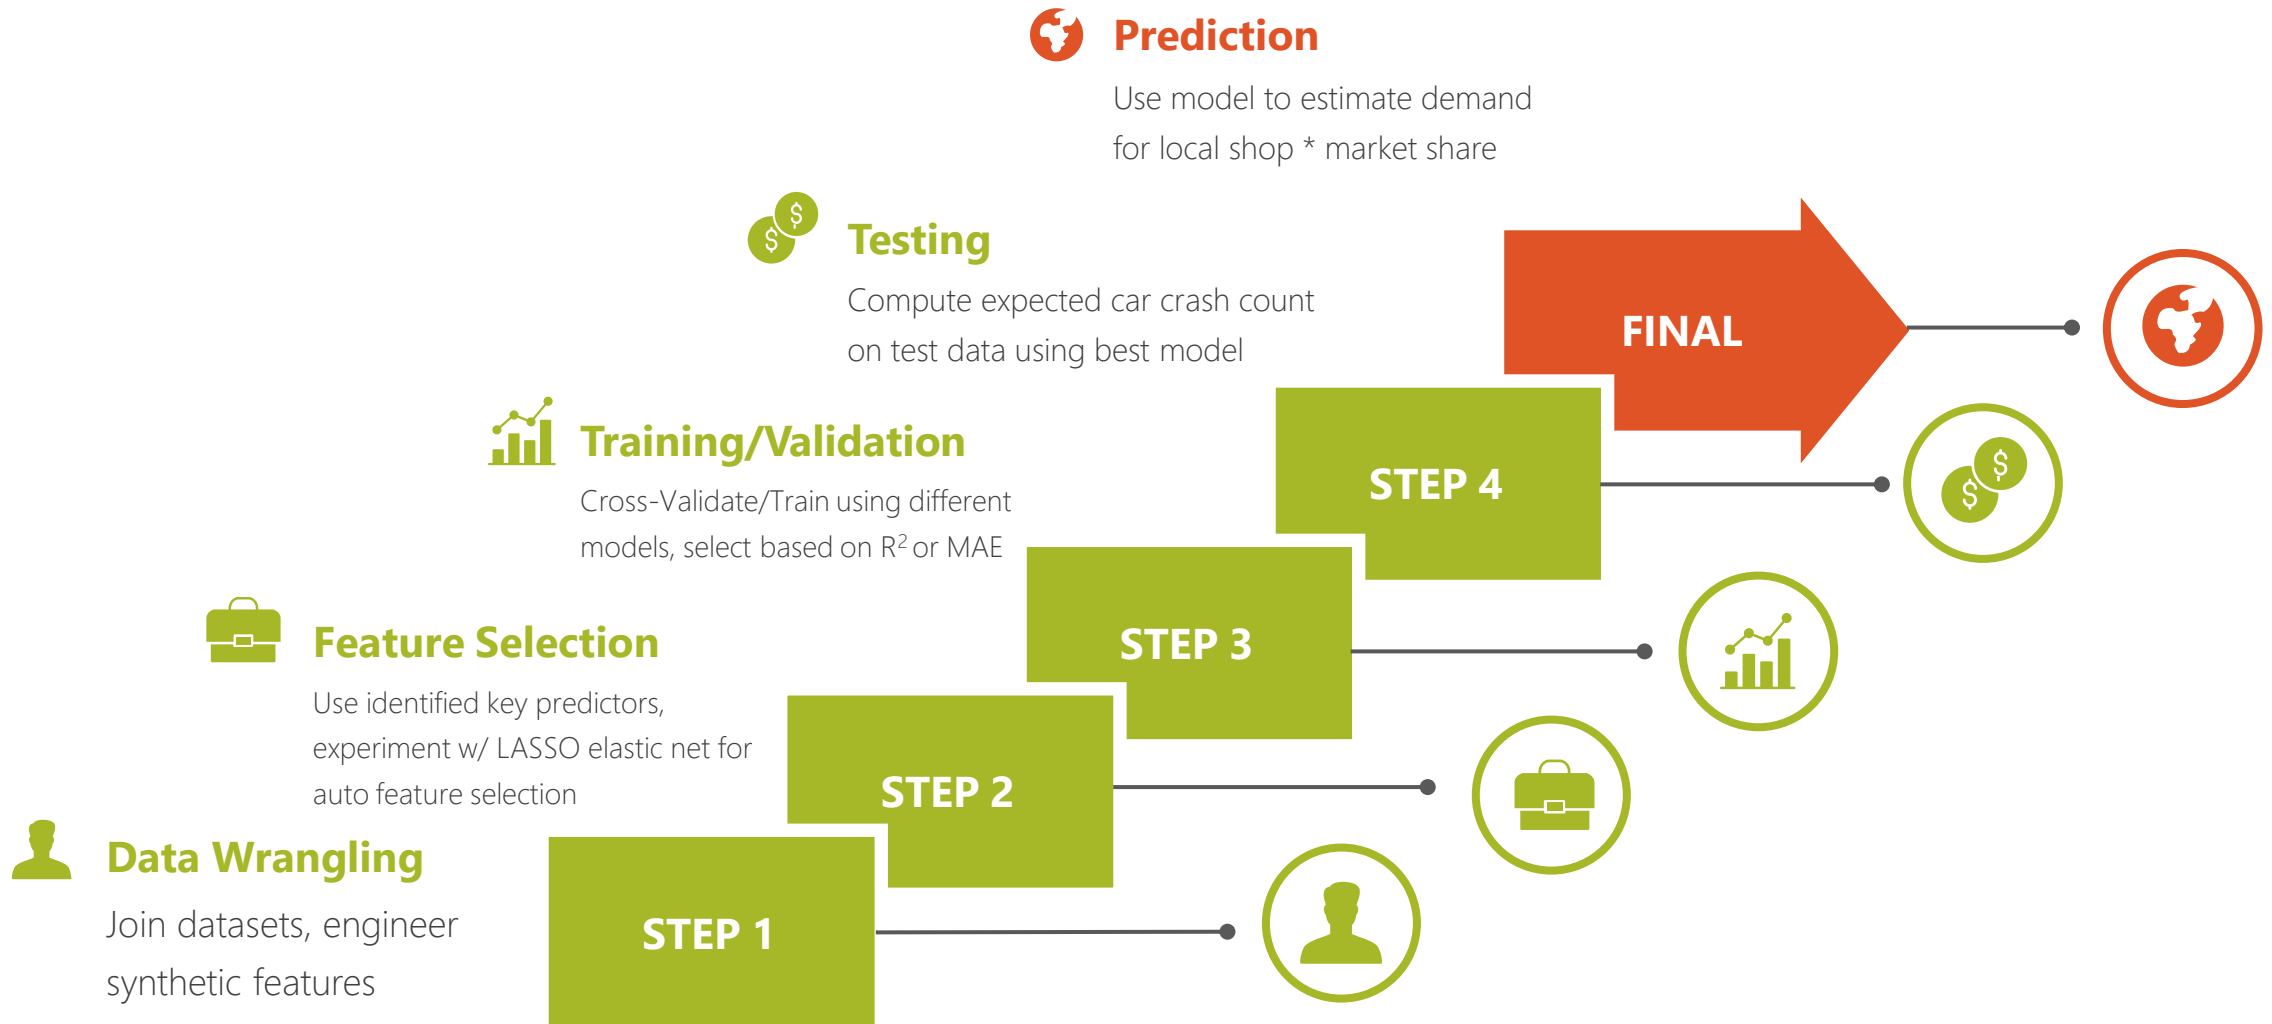 Prediction
Use model to estimate demand
for local shop * market share
Testing
Compute expected car crash count
on test data using best model
FINAL
Training/Validation
Cross-Validate/Train using different
models, select based on R² or MAE
STEP 4
Feature Selection
Use identified key predictors,
experiment w/ LASSO elastic net for
auto feature selection
STEP 3
STEP 2
Data Wrangling
Join datasets, engineer
synthetic features
STEP 1